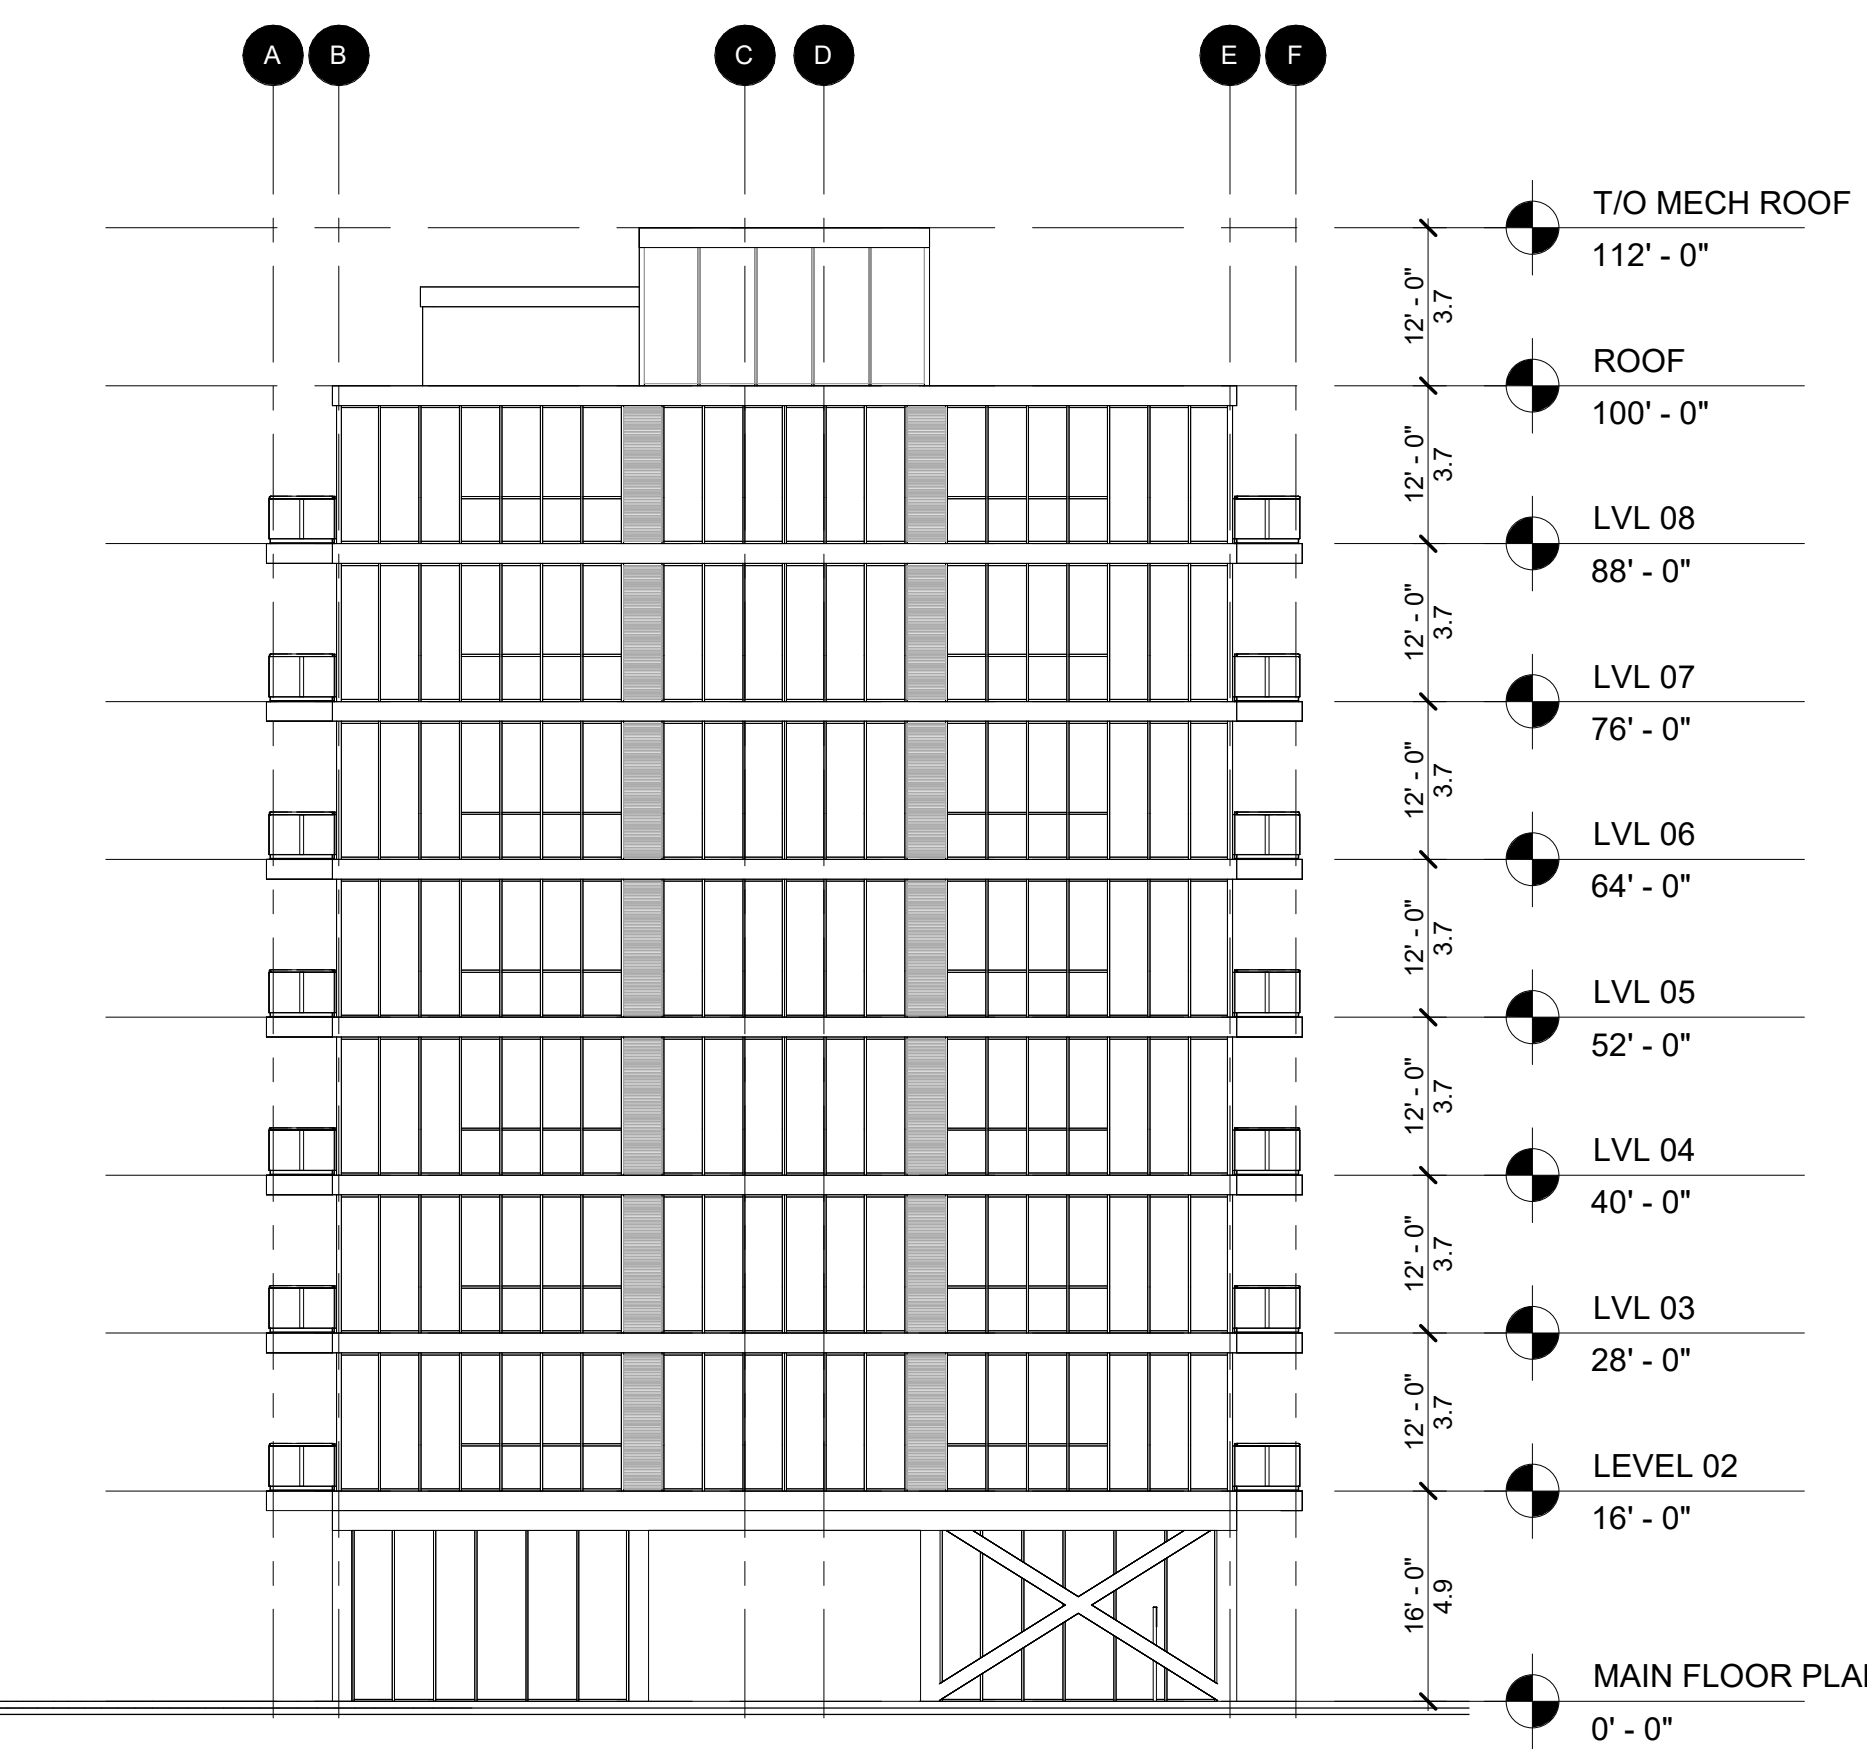 A B C D E F
T/O MECH ROOF
112' - 0"
12' - 0"
3.7
ROOF
100' - 0"
12' - 0"
3.7
LVL 08
88' - 0"
12' - 0"
3.7
LVL 07
76' - 0"
12' - 0"
3.7
LVL 06
64' - 0"
12' - 0"
3.7
LVL 05
52' - 0"
12' - 0"
3.7
LVL 04
40' - 0"
12' - 0"
3.7
LVL 03
28' - 0"
12' - 0"
3.7
LEVEL 02
16' - 0"
16' - 0"
4.9
MAIN FLOOR
0' - 0"